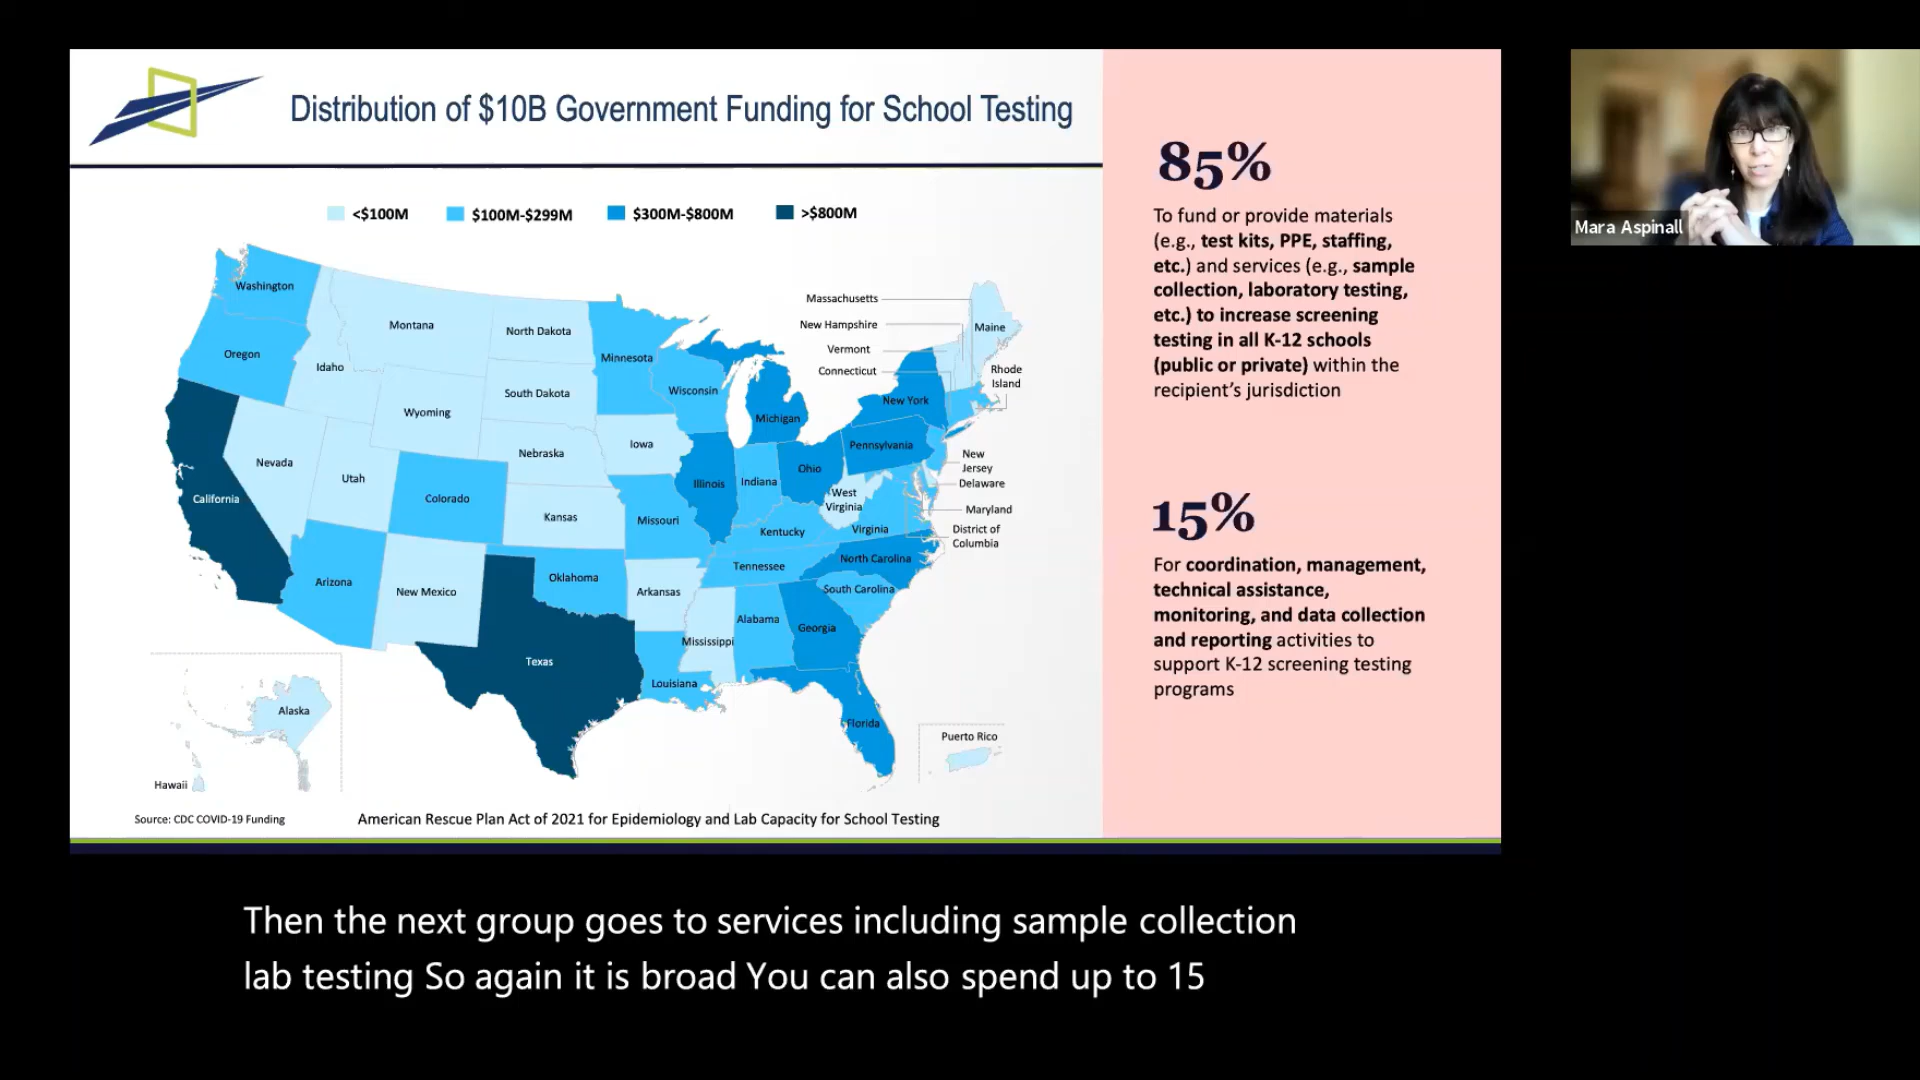 Distribution of $10B Government Funding for School Testing
<$100M
$100M-$299M
$300M-$800M
>$800M
Washington
Oregon
California
Nevada
Idaho
Montana
Wyoming
Utah
Colorado
Arizona
New Mexico
North Dakota
South Dakota
Nebraska
Kansas
Oklahoma
Texas
Minnesota
Iowa
Missouri
Arkansas
Louisiana
Wisconsin
Illinois
Michigan
Indiana
Ohio
Kentucky
Tennessee
Mississippi
Alabama
Georgia
Florida
South Carolina
North Carolina
Virginia
West
Virginia
Pennsylvania
New York
Massachusetts
New Hampshire
Vermont
Connecticut
Maine
Rhode
Island
New
Jersey
Delaware
Maryland
District of
Columbia
Alaska
Hawaii
Puerto Rico
Source: CDC COVID-19 Funding
American Rescue Plan Act of 2021 for Epidemiology and Lab Capacity for School Testing
85%
To fund or provide materials
(e.g., test kits, PPE, staffing,
etc.) and services (e.g., sample
collection, laboratory testing,
etc.) to increase screening
testing in all K-12 schools
(public or private) within the
recipient's jurisdiction
15%
For coordination, management,
technical assistance,
monitoring, and data collection
and reporting activities to
support K-12 screening testing
programs
Mara Aspinall
Then the next group goes to services including sample collection
lab testing So again it is broad You can also spend up to 15